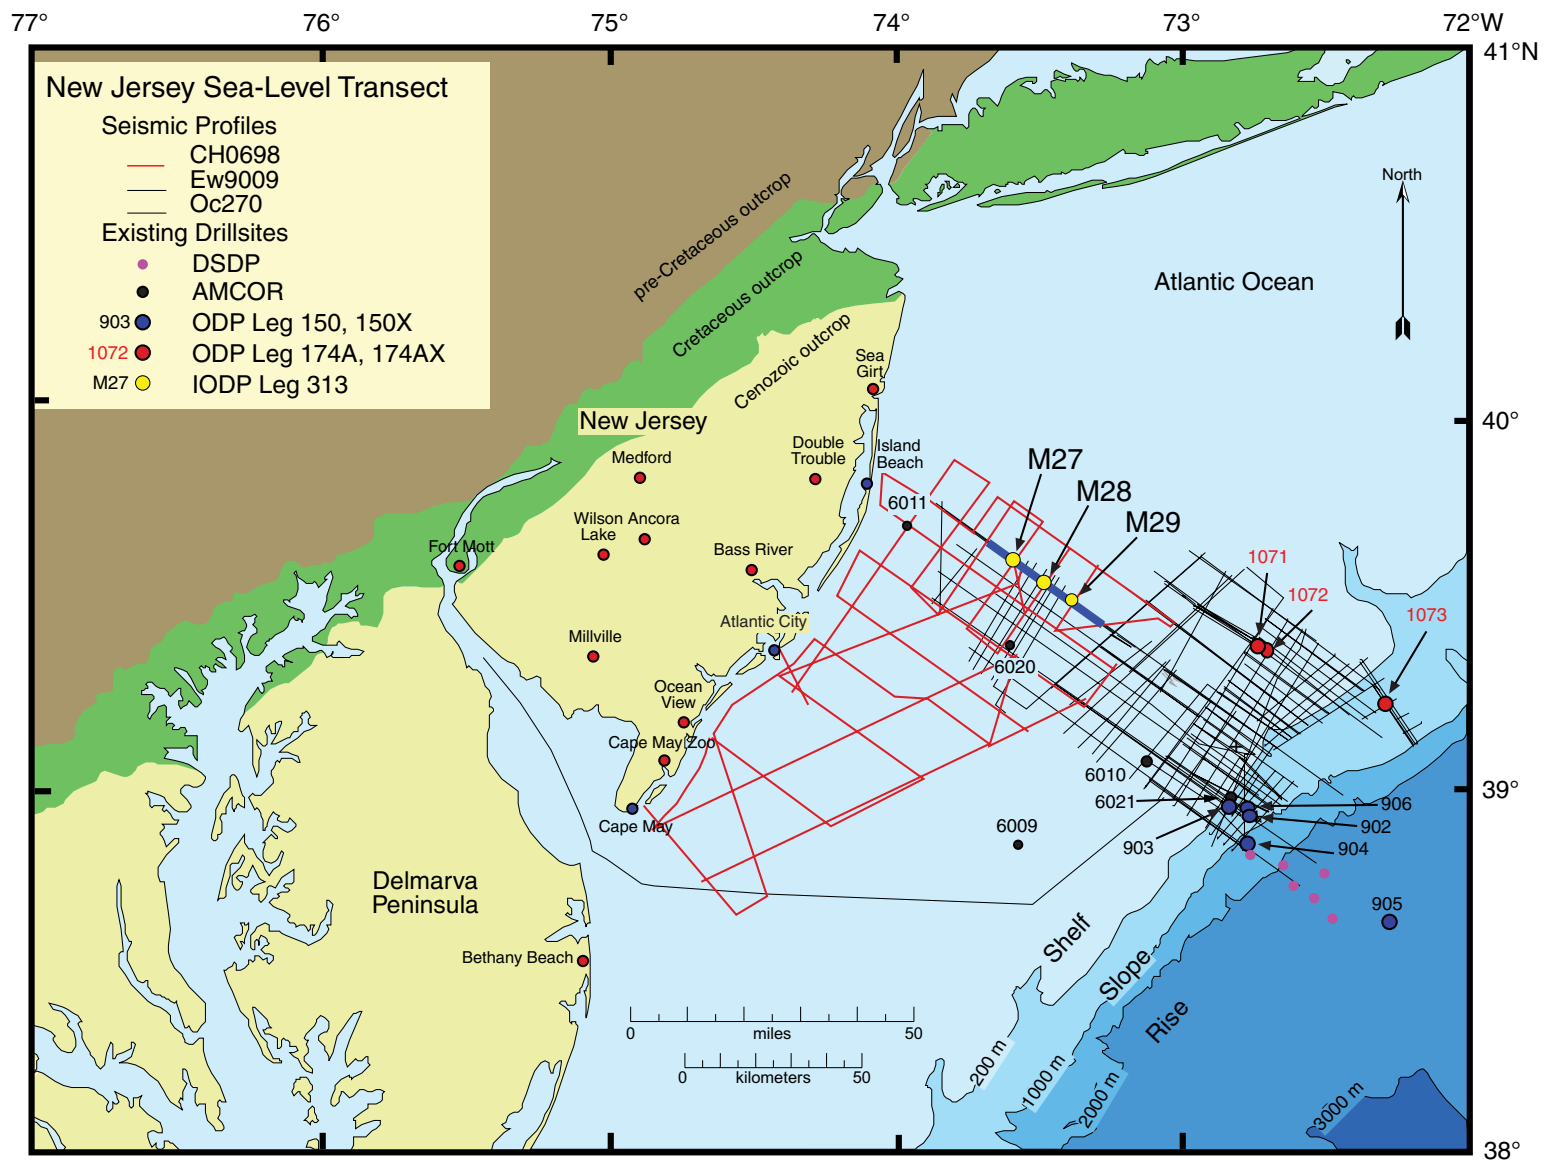 77°
76°
75°
74°
73°
72°W
41°N
New Jersey Sea-Level Transect
Seismic Profiles
CH0698
Ew9009
Oc270
Existing Drillsites
DSDP
AMCOR
903 ODP Leg 150, 150X
1072 ODP Leg 174A, 174AX
M27 IODP Leg 313
North
pre-Cretaceous outcrop
Cretaceous outcrop
Cenozoic outcrop
Atlantic Ocean
Sea
Girt
40°
New Jersey
Medford
Double
Trouble
Island
Beach
M27
M28
M29
6011
Wilson
Lake
Ancora
Fort Mott
Bass River
1071
1072
1073
Atlantic City
Millville
6020
Ocean
View
Cape May Zoo
6010
39°
6021
906
902
903
904
Cape May
6009
Delmarva
Peninsula
905
Bethany Beach
Shelf
Slope
Rise
0 miles 50
0 kilometers 50
200 m
1000 m
2000 m
3000 m
38°